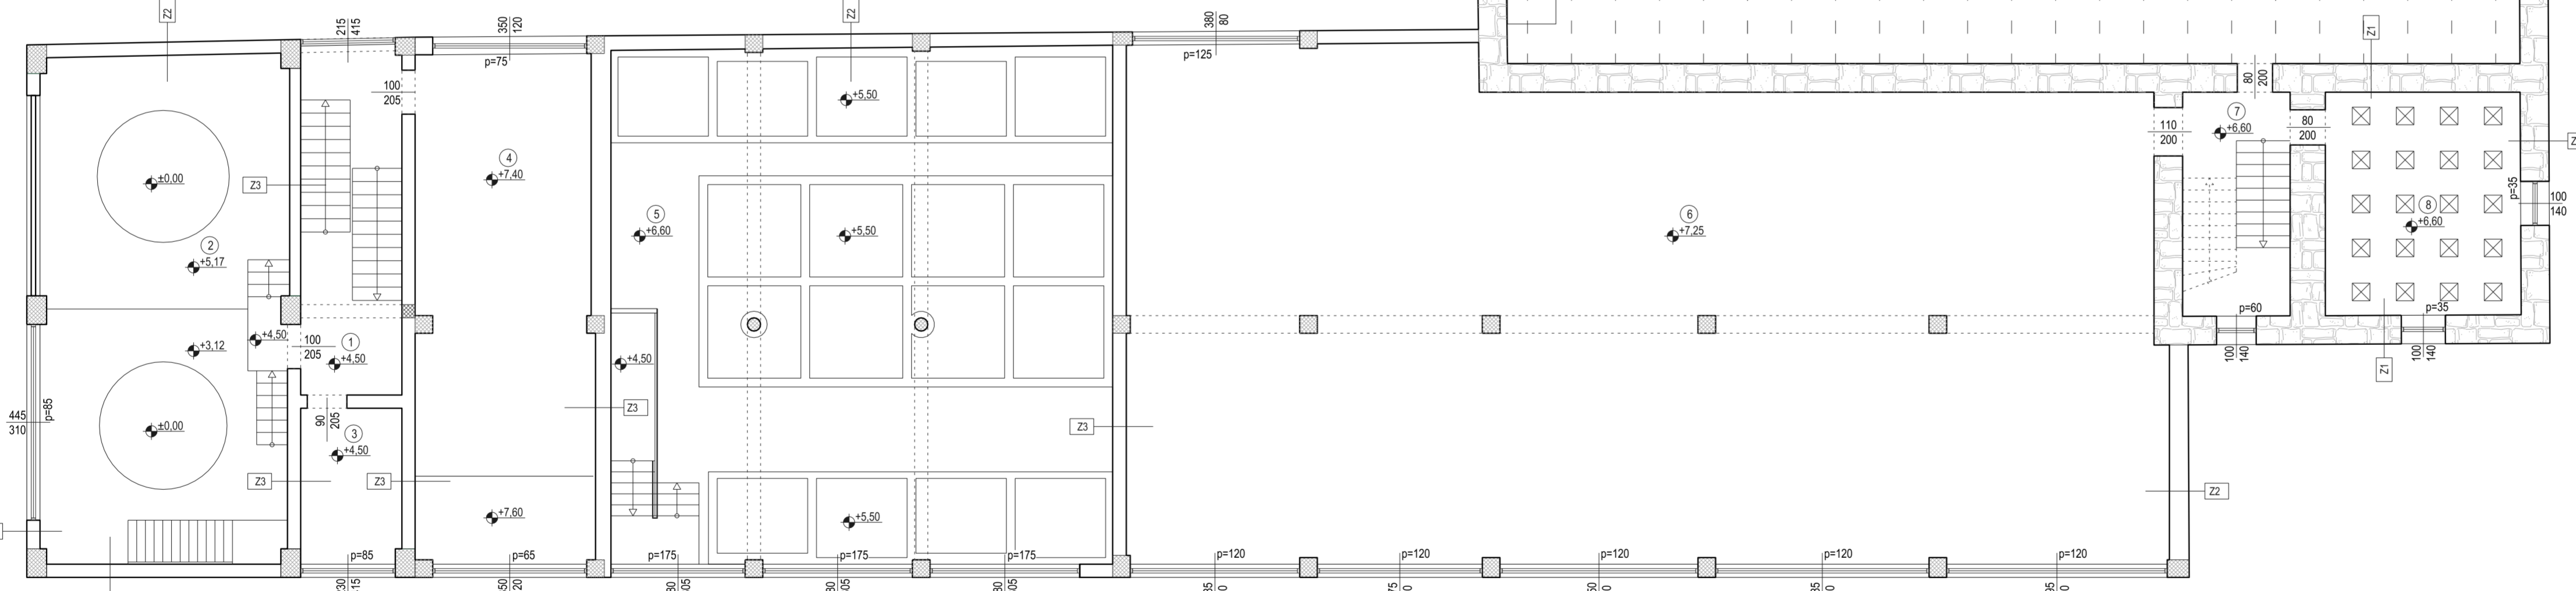 Z2
215
415
350
120
Z2
380
80
p=75
p=125
Z1
100
205
+5,50
80
200
110
200
7
+6,60
80
200
4
+7,40
±0,00
Z3
p=35
100
140
5
+6,60
+5,50
6
+7,25
8
+6,60
2
+5,17
p=60
p=35
+3,12
+4,50
100
205
1
+4,50
+4,50
100
140
100
140
Z1
445
310
p=85
±0,00
90
205
3
+4,50
Z3
Z3
Z3
Z3
Z2
+7,60
+5,50
p=85
p=65
p=175
p=175
p=175
p=120
p=120
p=120
p=120
p=120